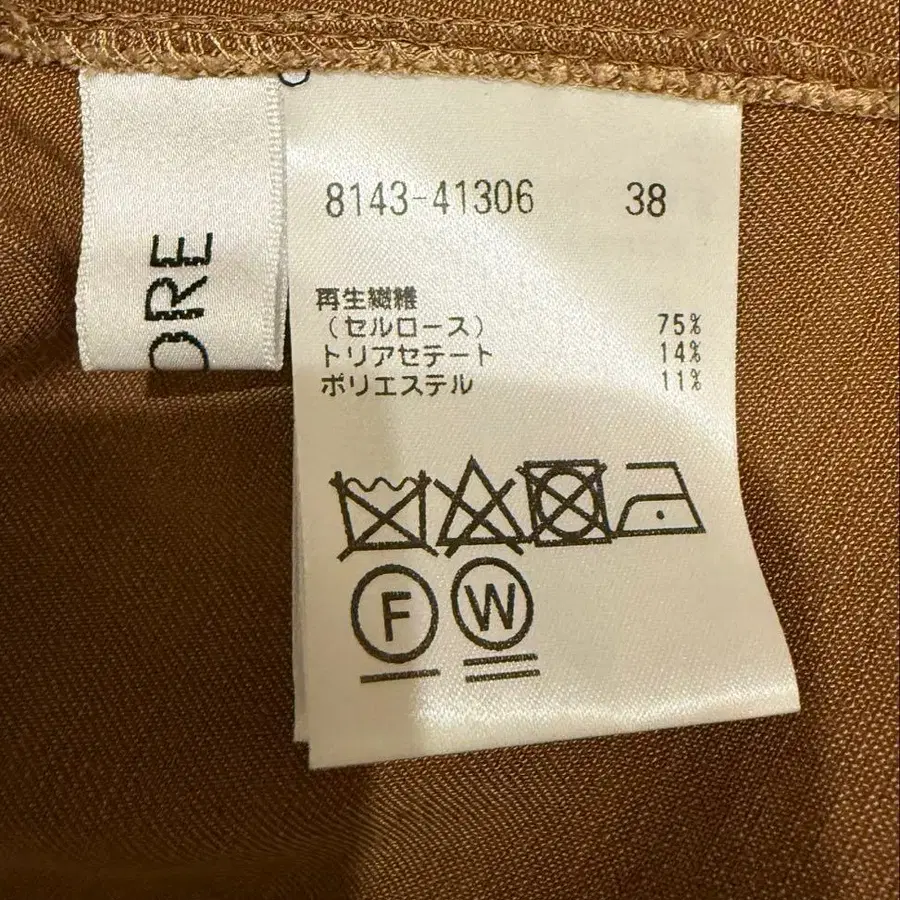 ORE
8143-41306 38
再生繊維
（セルロース） 75%
トリアセテート 14%
ポリエステル 11%
F W